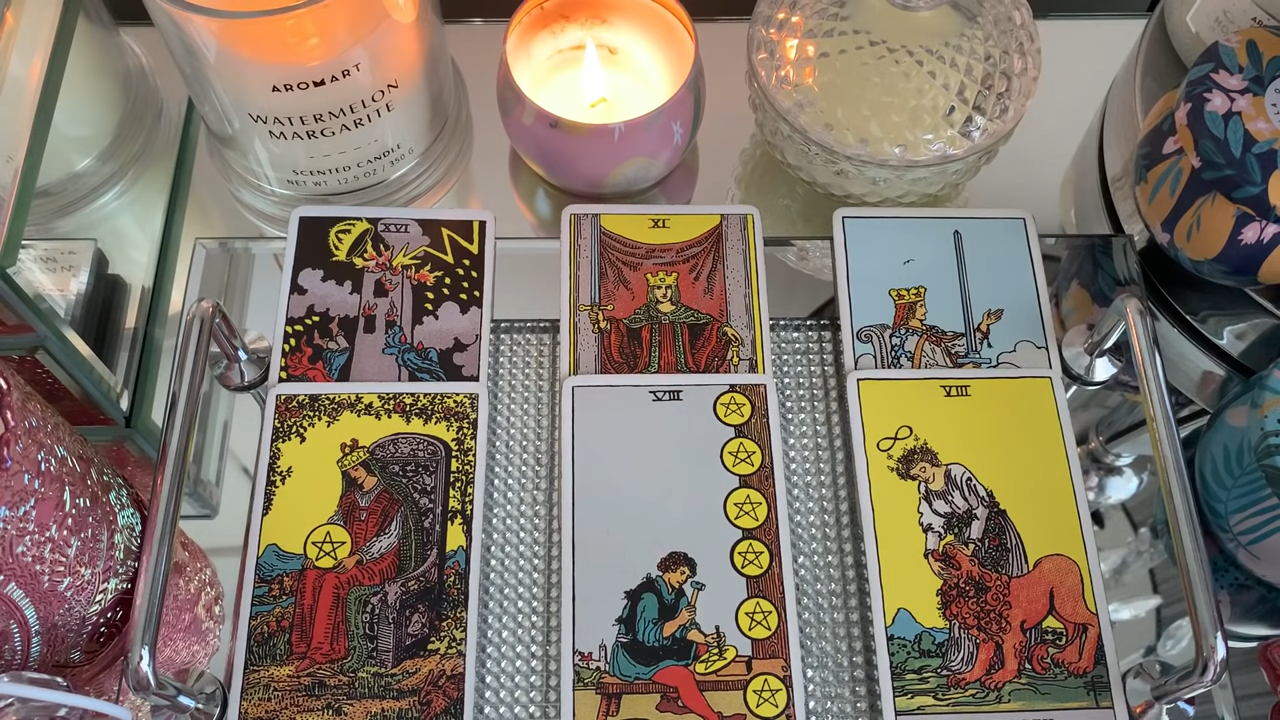 AROMART
WATERMELON
MARGARITE
SCENTED CANDLE
NET WT. 12.5 OZ / 350 G
XVI
XI
VIII
VIII